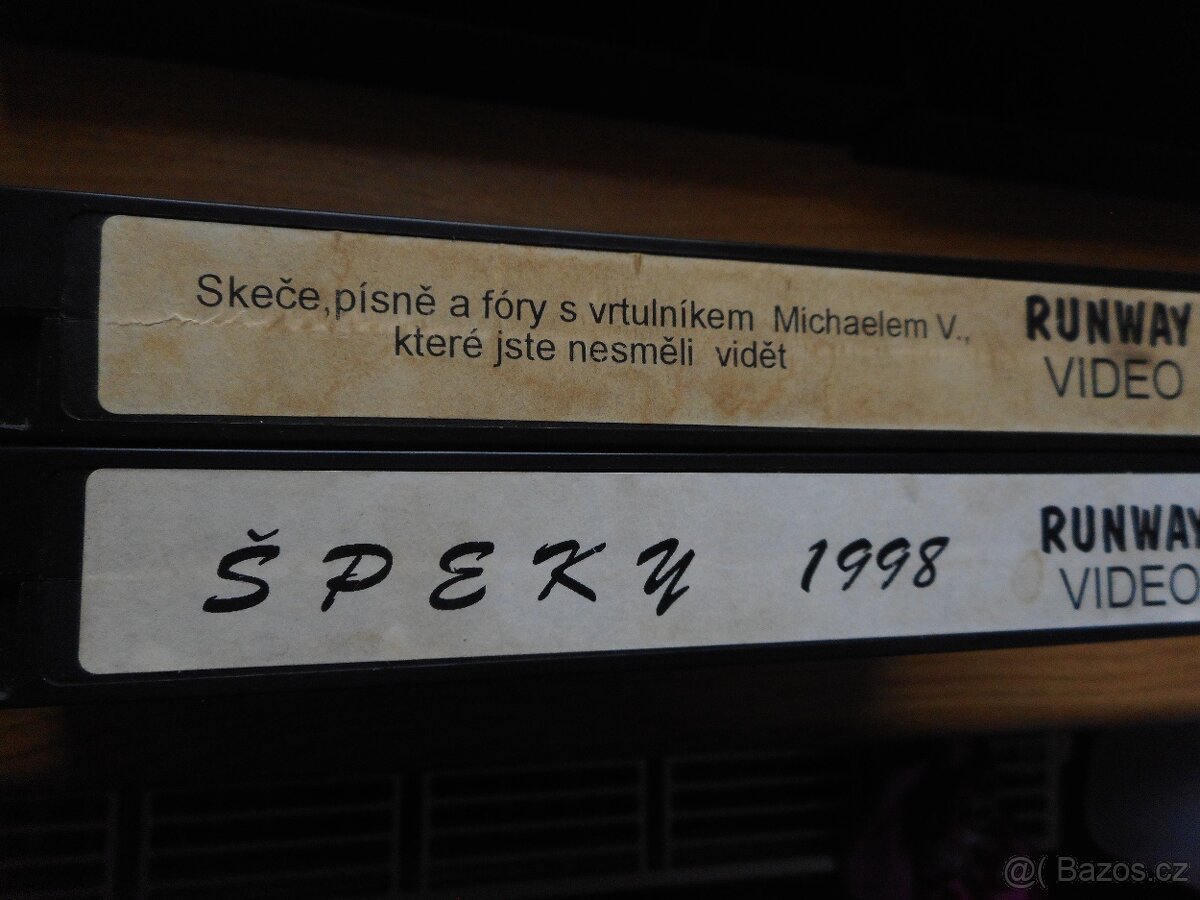 Skeče,písně a fóry s vrtulníkem Michaelem V.,
které jste nesměli vidět
RUNWAY
VIDEO
ŠPEKY 1998
RUNWAY
VIDEO
@( Bazos.cz